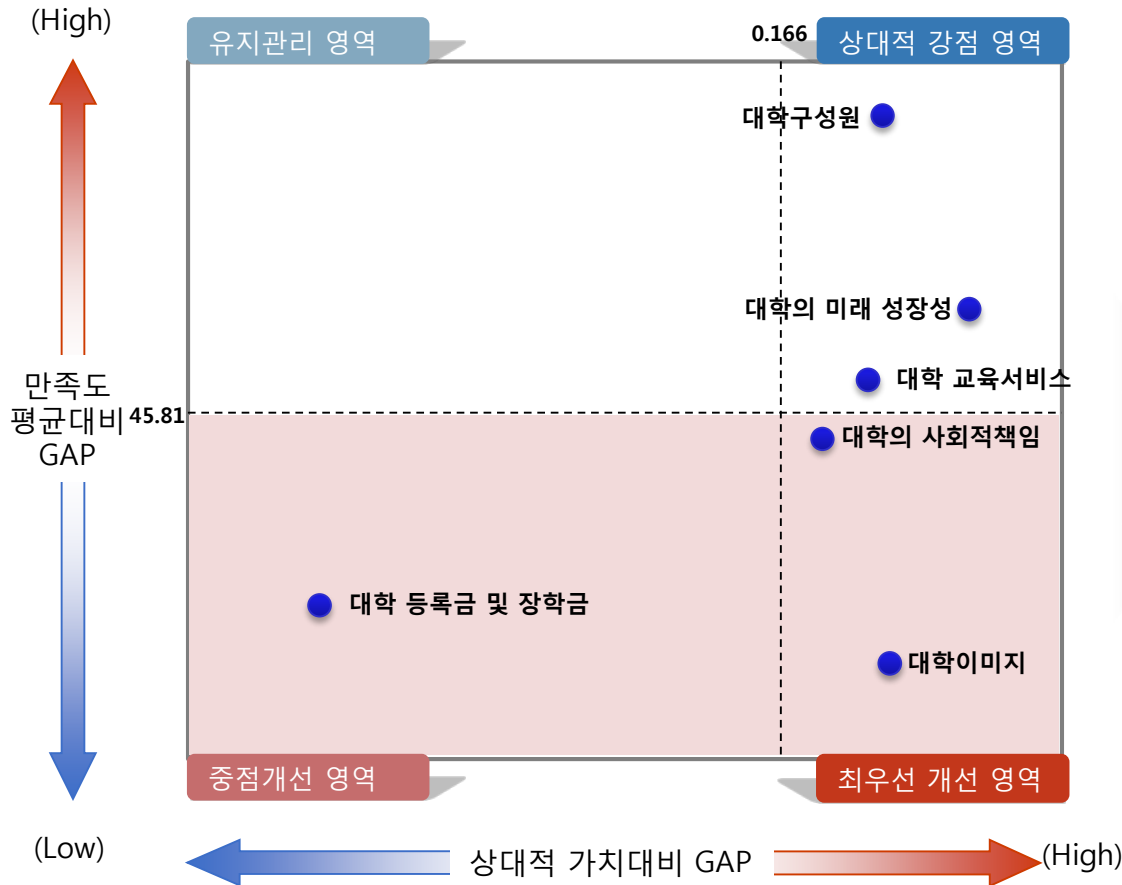 (High)
유지관리 영역
0.166
상대적 강점 영역
대학구성원
대학의 미래 성장성
대학 교육서비스
만족도
평균대비
GAP
45.81
대학의 사회적책임
대학 등록금 및 장학금
대학이미지
중점개선 영역
최우선 개선 영역
(Low)
상대적 가치대비 GAP
(High)